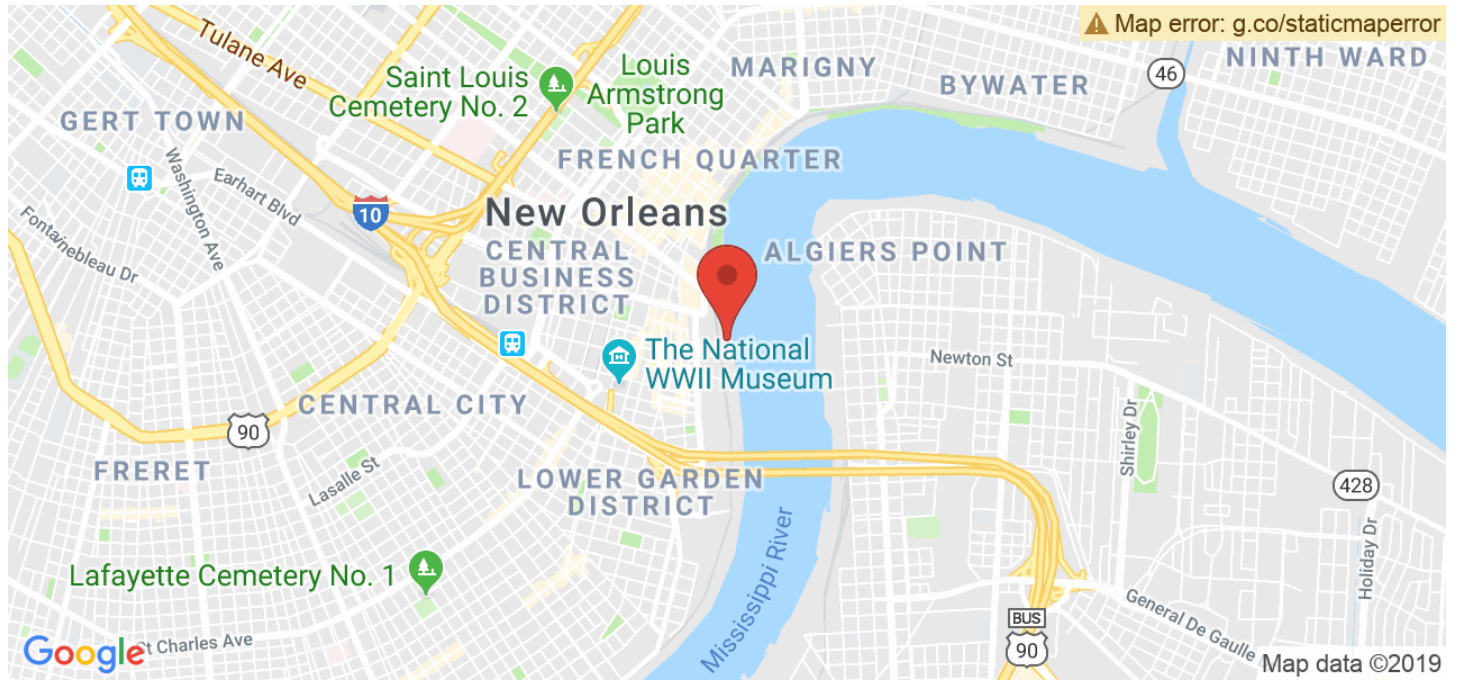 Map error: g.co/staticmaperror
Tulane Ave
Saint Louis
Cemetery No. 2
Louis
Armstrong
Park
MARIGNY
BYWATER
46
NINTH WARD
GERT TOWN
Washington Ave
Earhart Blvd
FRENCH QUARTER
10
New Orleans
Fontainebleau Dr
CENTRAL
BUSINESS
DISTRICT
ALGIERS POINT
The National
WWII Museum
Newton St
CENTRAL CITY
90
Shirley Dr
FRERET
Lasalle St
LOWER GARDEN
DISTRICT
428
Mississippi River
Holiday Dr
Lafayette Cemetery No. 1
General De Gaulle
BUS
90
Google
St Charles Ave
Map data ©2019